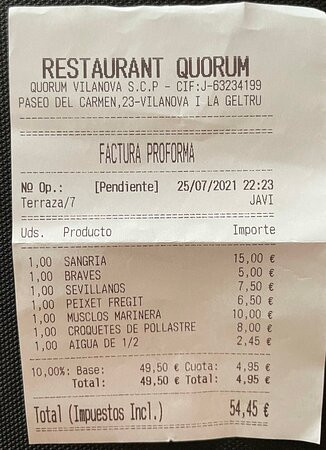 RESTAURANT QUORUM
QUORUM VILANOVA S.C.P - CIF:J-63234199
PASEO DEL CARMEN,23-VILANOVA I LA GELTRU
FACTURA PROFORMA
Nº Op.: [Pendiente] 25/07/2021 22:23
Terraza/7 JAVI
Uds. Producto Importe
1,00 SANGRIA 15,00 €
1,00 BRAVES 5,00 €
1,00 SEVILLANOS 7,50 €
1,00 PEIXET FREGIT 6,50 €
1,00 MUSCLOS MARINERA 10,00 €
1,00 CROQUETES DE POLLASTRE 8,00 €
1,00 AIGUA DE 1/2 2,45 €
10,00%: Base: 49,50 € Cuota: 4,95 €
Total: 49,50 € Total: 4,95 €
Total (Impuestos Incl.) 54,45 €